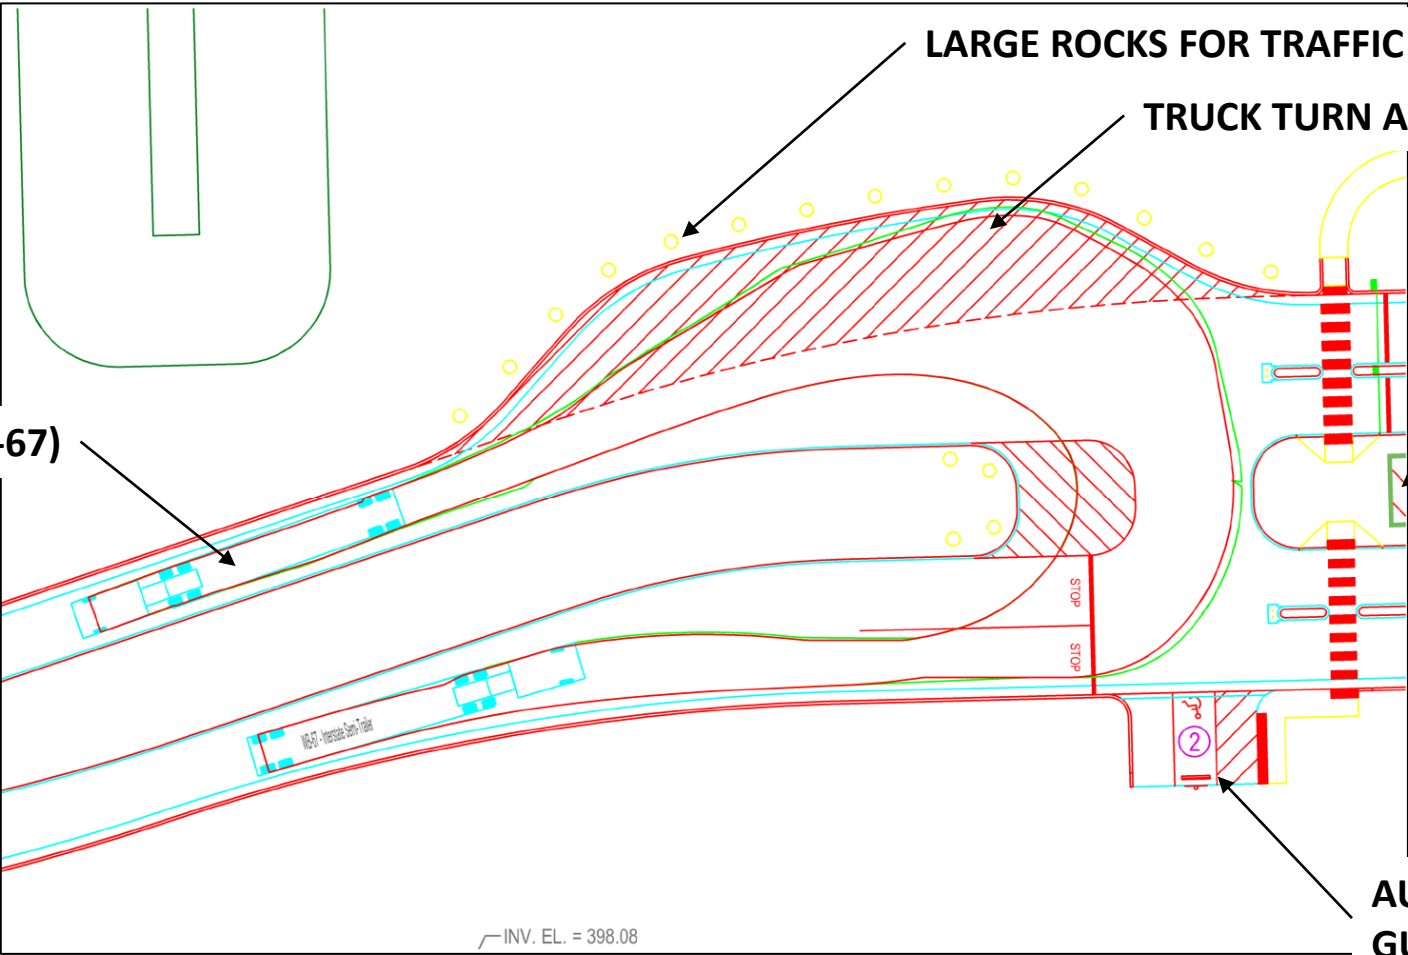 LARGE ROCKS FOR TRAFFIC
TRUCK TURN A
-67)
STOP
STOP
WB-67 - Interstate Semi-Trailer
2
AU
GU
INV. EL. = 398.08